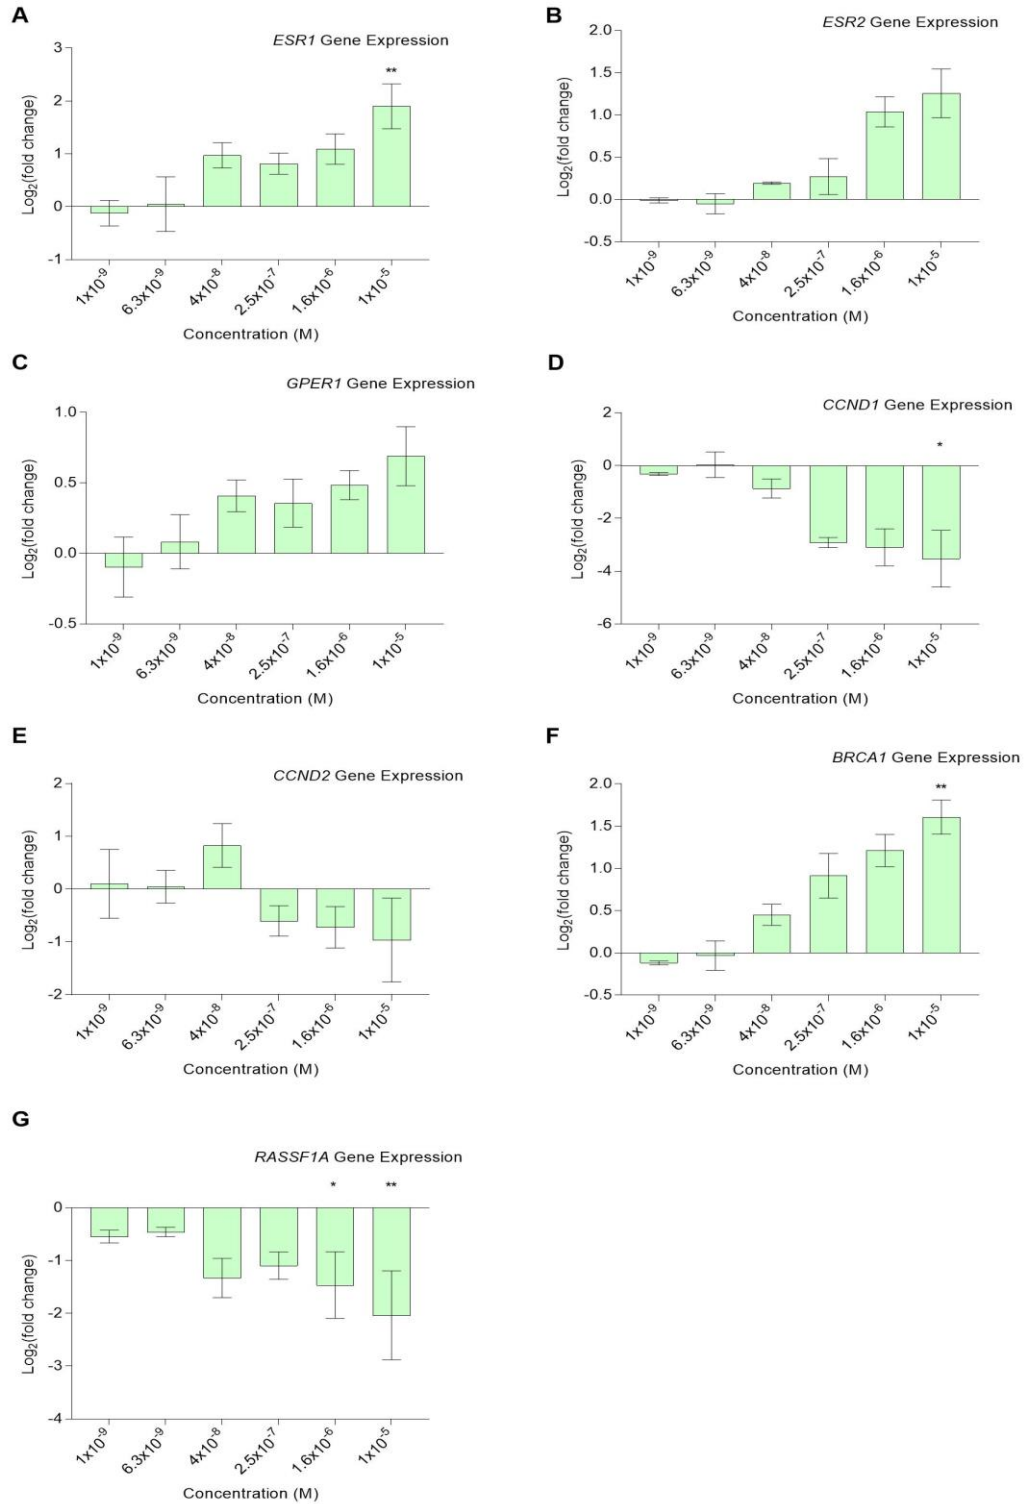 A
ESR1 Gene Expression
**
Log₂(fold change)
3
2
1
0
-1
1x10⁻⁹ 6.3x10⁻⁹ 4x10⁻⁸ 2.5x10⁻⁷ 1.6x10⁻⁶ 1x10⁻⁵
Concentration (M)
B
ESR2 Gene Expression
Log₂(fold change)
2.0
1.5
1.0
0.5
0.0
-0.5
1x10⁻⁹ 6.3x10⁻⁹ 4x10⁻⁸ 2.5x10⁻⁷ 1.6x10⁻⁶ 1x10⁻⁵
Concentration (M)
C
GPER1 Gene Expression
Log₂(fold change)
1.0
0.5
0.0
-0.5
1x10⁻⁹ 6.3x10⁻⁹ 4x10⁻⁸ 2.5x10⁻⁷ 1.6x10⁻⁶ 1x10⁻⁵
Concentration (M)
D
CCND1 Gene Expression
*
Log₂(fold change)
2
0
-2
-4
-6
1x10⁻⁹ 6.3x10⁻⁹ 4x10⁻⁸ 2.5x10⁻⁷ 1.6x10⁻⁶ 1x10⁻⁵
Concentration (M)
E
CCND2 Gene Expression
Log₂(fold change)
2
1
0
-1
-2
1x10⁻⁹ 6.3x10⁻⁹ 4x10⁻⁸ 2.5x10⁻⁷ 1.6x10⁻⁶ 1x10⁻⁵
Concentration (M)
F
BRCA1 Gene Expression
**
Log₂(fold change)
2.0
1.5
1.0
0.5
0.0
-0.5
1x10⁻⁹ 6.3x10⁻⁹ 4x10⁻⁸ 2.5x10⁻⁷ 1.6x10⁻⁶ 1x10⁻⁵
Concentration (M)
G
RASSF1A Gene Expression
* **
Log₂(fold change)
0
-1
-2
-3
-4
1x10⁻⁹ 6.3x10⁻⁹ 4x10⁻⁸ 2.5x10⁻⁷ 1.6x10⁻⁶ 1x10⁻⁵
Concentration (M)